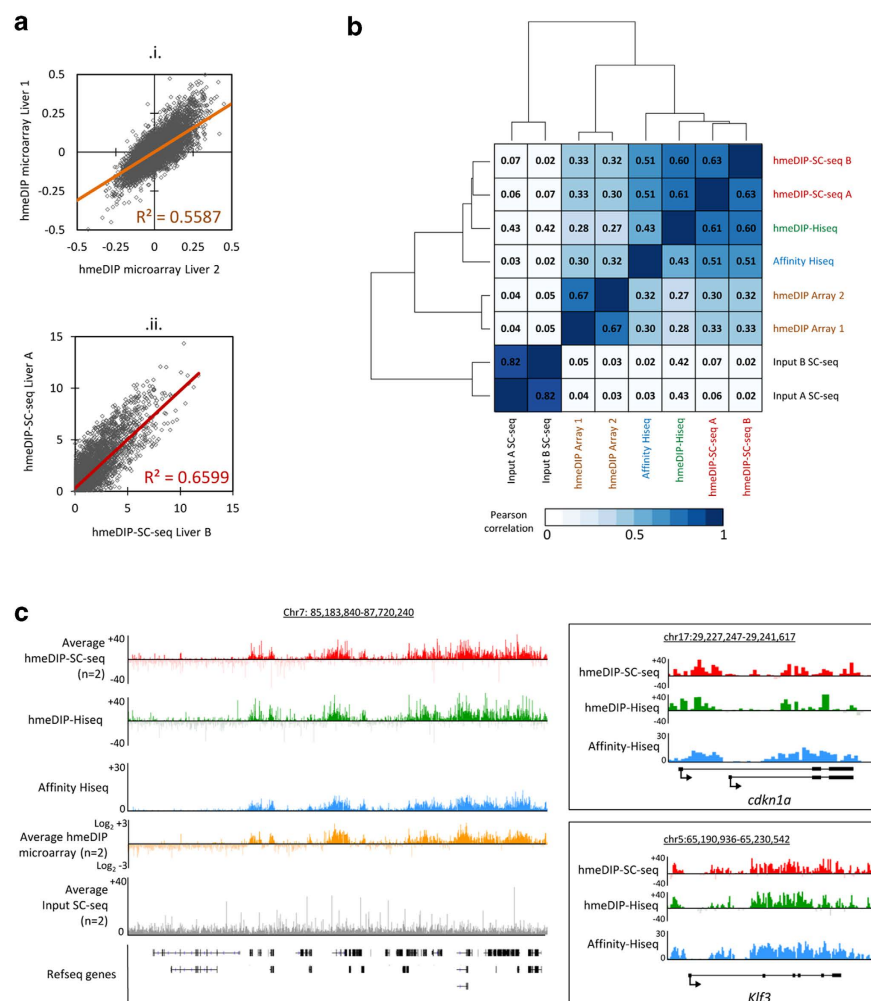 a
.i.
hmeDIP microarray Liver 1
0.5
0.25
0
-0.25
-0.5
R² = 0.5587
-0.5 -0.25 0 0.25 0.5
hmeDIP microarray Liver 2
.ii.
hmeDIP-SC-seq Liver A
15
10
5
0
R² = 0.6599
0 5 10 15
hmeDIP-SC-seq Liver B
b
0.07 0.02 0.33 0.32 0.51 0.60 0.63 hmeDIP-SC-seq B
0.06 0.07 0.33 0.30 0.51 0.61 0.63 hmeDIP-SC-seq A
0.43 0.42 0.28 0.27 0.43 0.61 0.60 hmeDIP-Hiseq
0.03 0.02 0.30 0.32 0.43 0.51 0.51 Affinity Hiseq
0.04 0.05 0.67 0.32 0.27 0.30 0.32 hmeDIP Array 2
0.04 0.05 0.67 0.30 0.28 0.33 0.33 hmeDIP Array 1
0.82 0.05 0.03 0.02 0.42 0.07 0.02 Input B SC-seq
0.82 0.04 0.03 0.03 0.43 0.06 0.02 Input A SC-seq
Input A SC-seq
Input B SC-seq
hmeDIP Array 1
hmeDIP Array 2
Affinity Hiseq
hmeDIP-Hiseq
hmeDIP-SC-seq A
hmeDIP-SC-seq B
Pearson
correlation
0 0.5 1
c
Chr7: 85,183,840-87,720,240
Average
hmeDIP-SC-seq
(n=2)
+40
-40
hmeDIP-Hiseq
+40
-40
Affinity Hiseq
+30
0
Average hmeDIP
microarray (n=2)
Log2 +3
Log2 -3
Average
Input SC-seq
(n=2)
+40
0
Refseq genes
chr17:29,227,247-29,241,617
hmeDIP-SC-seq
+40
-40
hmeDIP-Hiseq
+40
-40
Affinity-Hiseq
30
0
cdkn1a
chr5:65,190,936-65,230,542
hmeDIP-SC-seq
+40
-40
hmeDIP-Hiseq
+40
-40
Affinity-Hiseq
30
0
Klf3